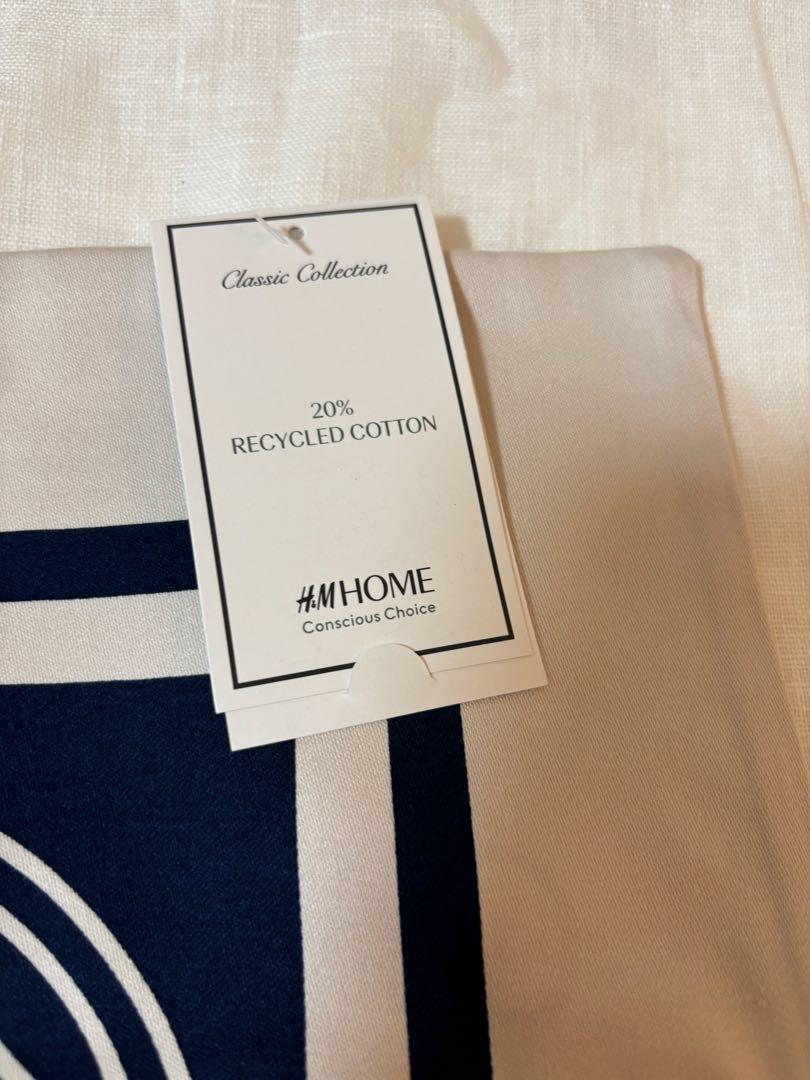 Classic Collection
20%
RECYCLED COTTON
H&M HOME
Conscious Choice